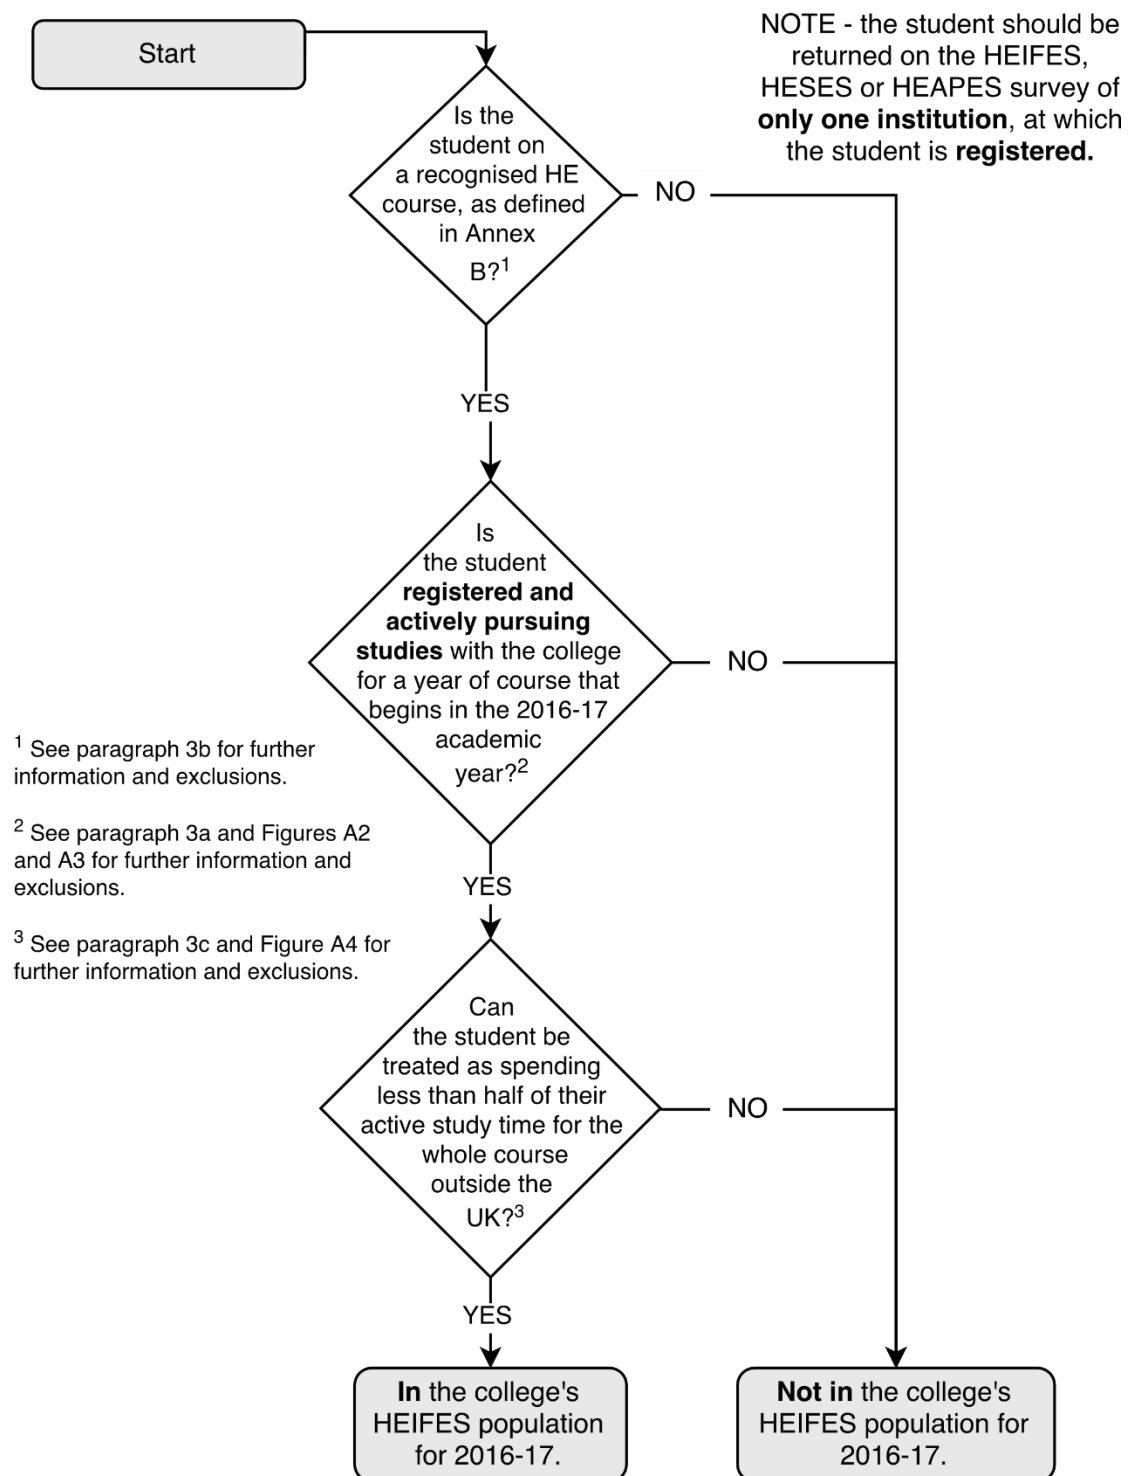 Start
NOTE - the student should be
returned on the HEIFES,
HESES or HEAPES survey of
only one institution, at which
the student is registered.
Is the
student on
a recognised HE
course, as defined
in Annex
B?1
NO
YES
Is
the student
registered and
actively pursuing
studies with the college
for a year of course that
begins in the 2016-17
academic
year?2
NO
1 See paragraph 3b for further
information and exclusions.
2 See paragraph 3a and Figures A2
and A3 for further information and
exclusions.
3 See paragraph 3c and Figure A4 for
further information and exclusions.
YES
Can
the student be
treated as spending
less than half of their
active study time for the
whole course
outside the
UK?3
NO
YES
In the college's
HEIFES population
for 2016-17.
Not in the college's
HEIFES population for
2016-17.